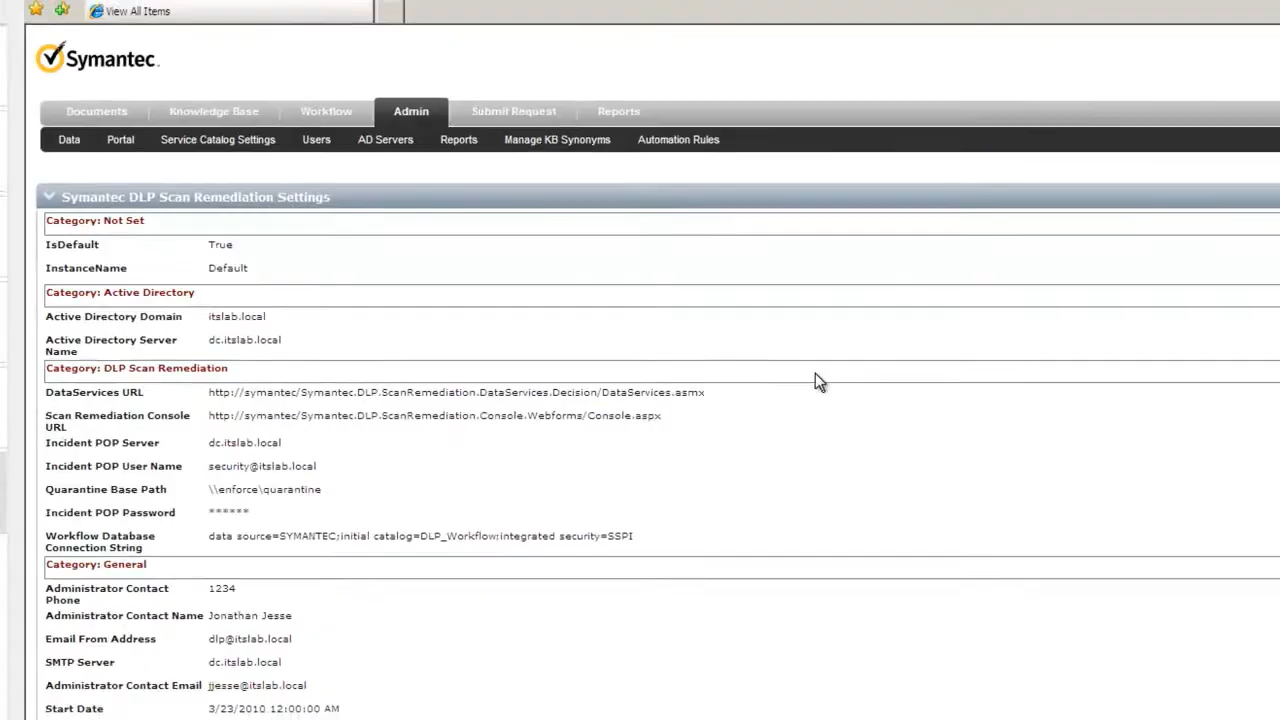 View All Items
Symantec.
Documents Knowledge Base Workflow Admin Submit Request Reports
Data Portal Service Catalog Settings Users AD Servers Reports Manage KB Synonyms Automation Rules
Symantec DLP Scan Remediation Settings
Category: Not Set
IsDefault True
InstanceName Default
Category: Active Directory
Active Directory Domain itslab.local
Active Directory Server dc.itslab.local
Name
Category: DLP Scan Remediation
DataServices URL http://symantec/Symantec.DLP.ScanRemediation.DataServices.Decision/DataServices.asmx
Scan Remediation Console http://symantec/Symantec.DLP.ScanRemediation.Console.Webforms/Console.aspx
URL
Incident POP Server dc.itslab.local
Incident POP User Name security@itslab.local
Quarantine Base Path \\enforce\quarantine
Incident POP Password ******
Workflow Database data source=SYMANTEC;initial catalog=DLP_Workflow;integrated security=SSPI
Connection String
Category: General
Administrator Contact 1234
Phone
Administrator Contact Name Jonathan Jesse
Email From Address dlp@itslab.local
SMTP Server dc.itslab.local
Administrator Contact Email jjesse@itslab.local
Start Date 3/23/2010 12:00:00 AM